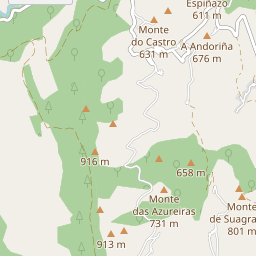 Espiñazo
611 m
Monte
do Castro
631 m
A Andoriña
676 m
916 m
658 m
Monte
das Azureiras
731 m
Monte
de Suagra
801 m
913 m